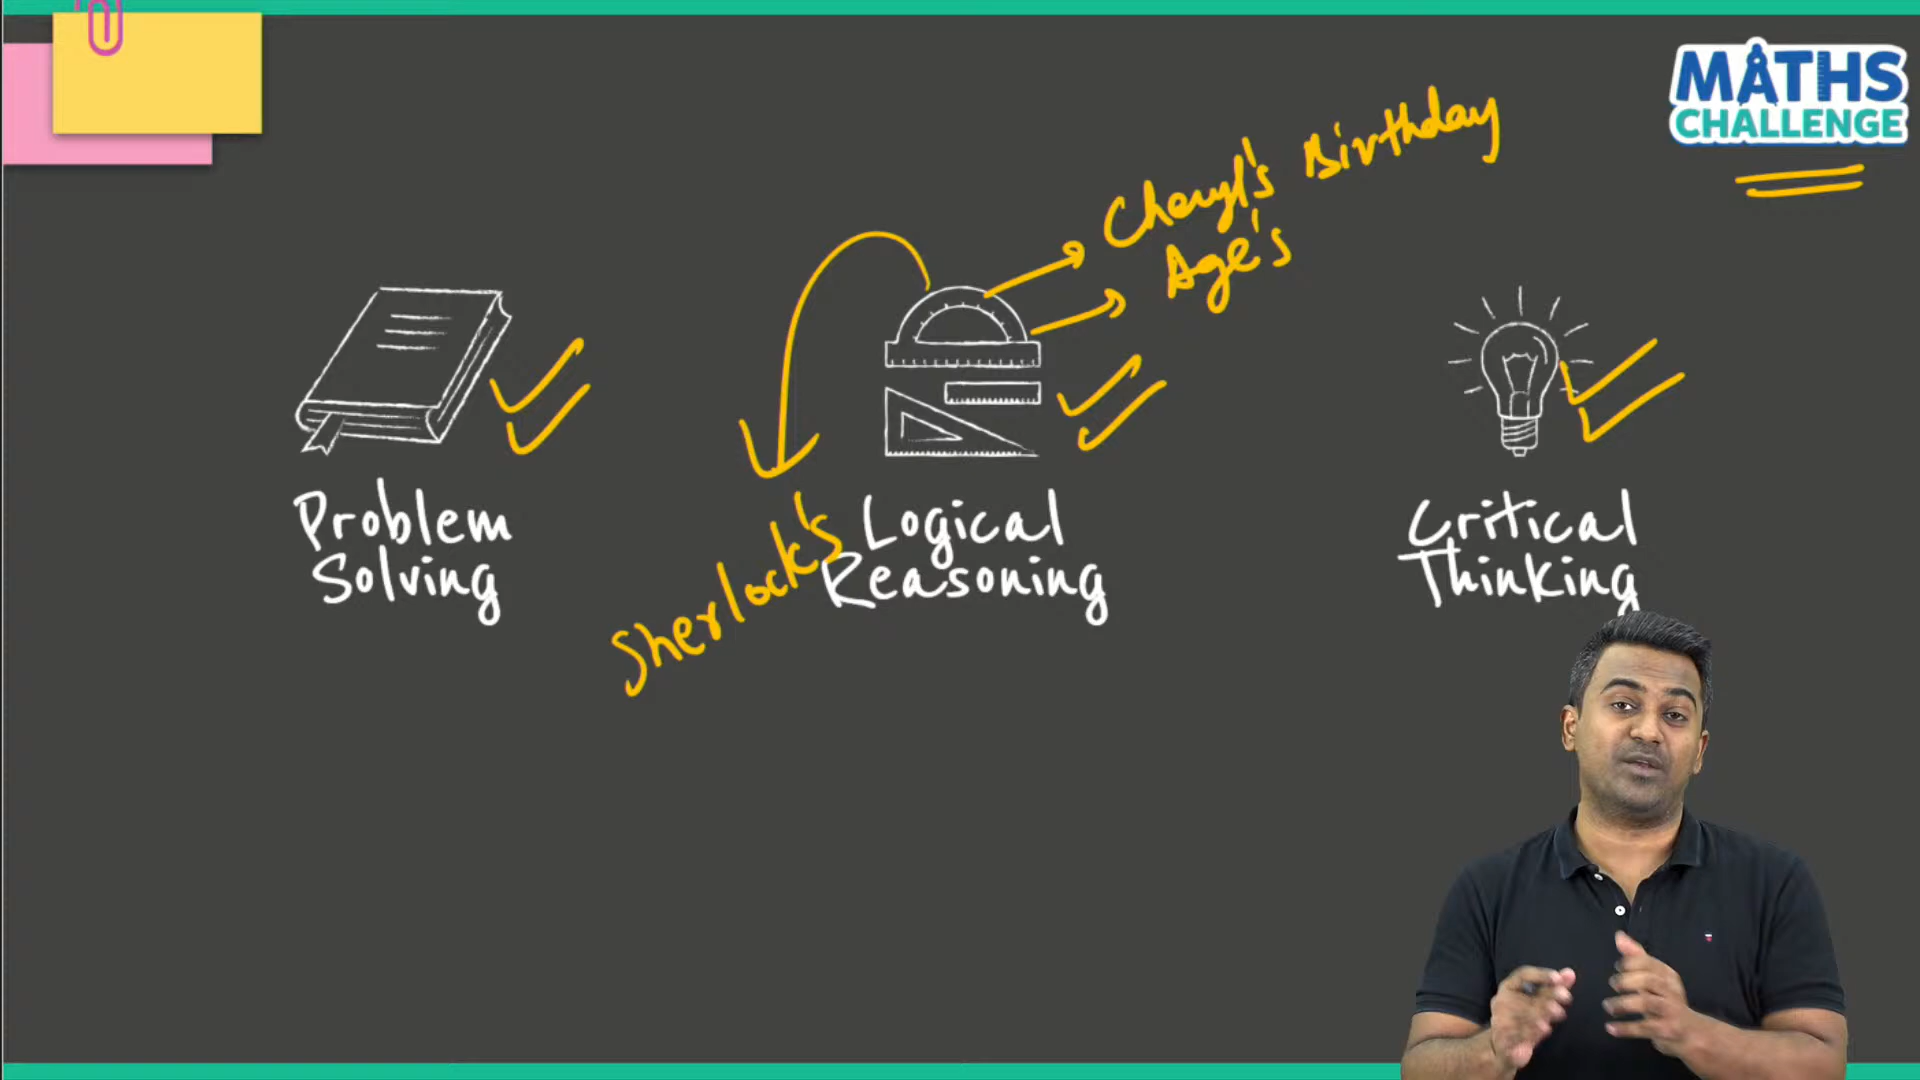 MATHS
CHALLENGE
Cheryl's Birthday
Age's
Problem
Solving
Sherlock's
Logical
Reasoning
Critical
Thinking